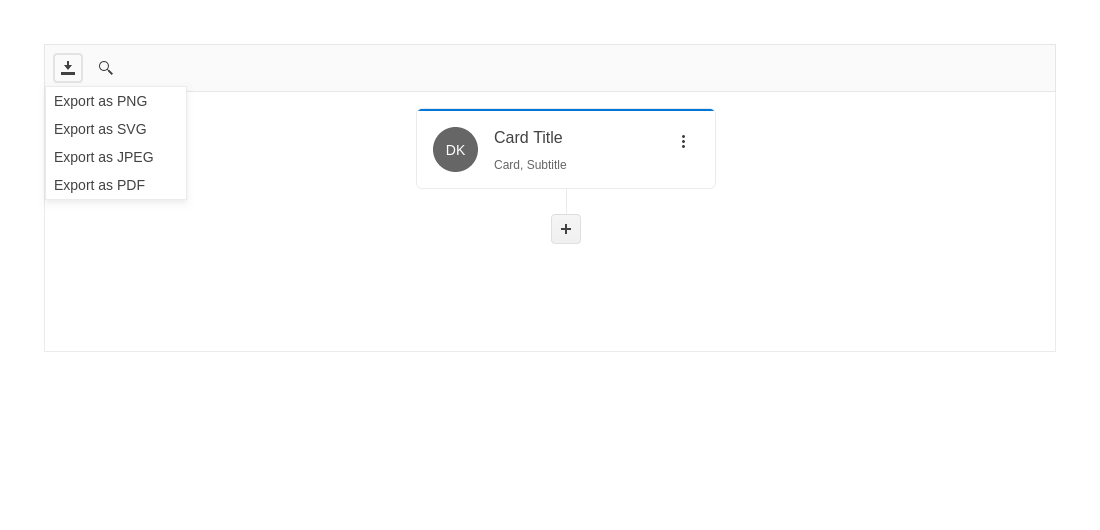 Export as PNG
Export as SVG
Export as JPEG
Export as PDF
DK
Card Title
Card, Subtitle